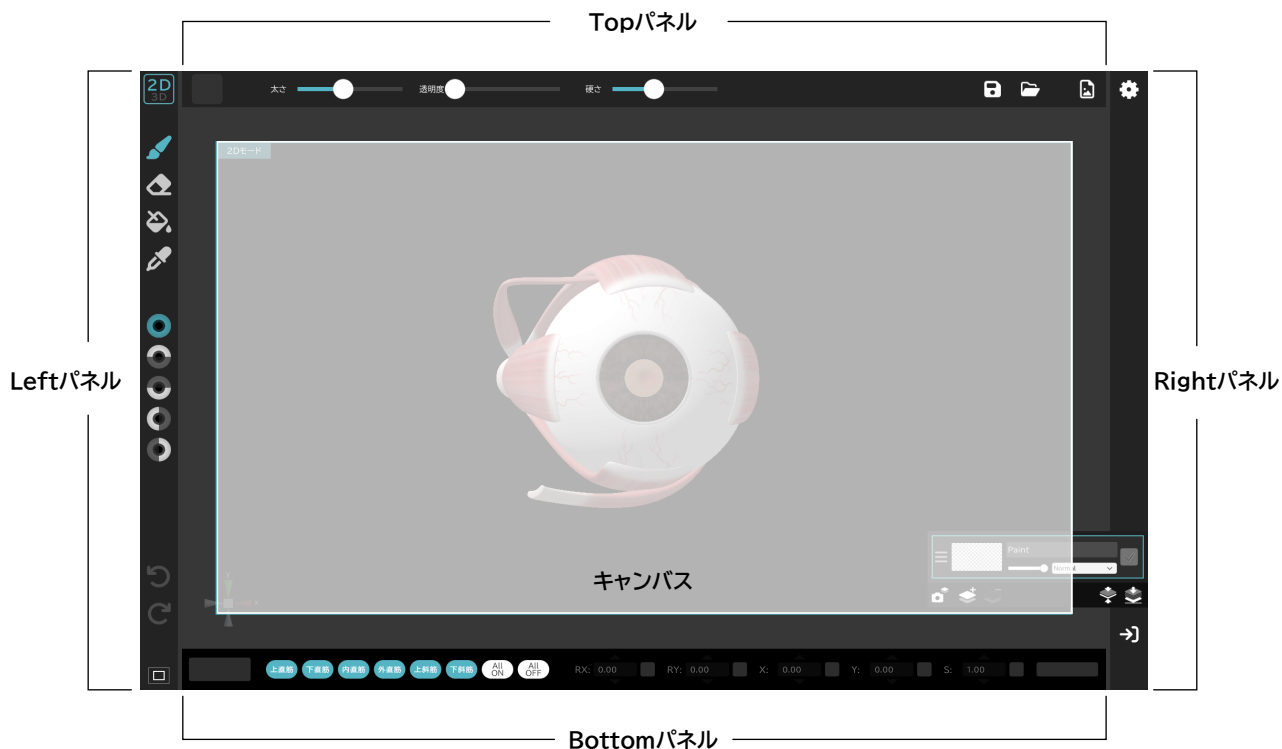 Topパネル
2D
3D
太さ
透明度
硬さ
2Dモード
Leftパネル
Rightパネル
Paint
Normal
キャンバス
上直筋 下直筋 内直筋 外直筋 上斜筋 下斜筋 All ON All OFF RX: 0.00 RY: 0.00 X: 0.00 Y: 0.00 S: 1.00
Bottomパネル